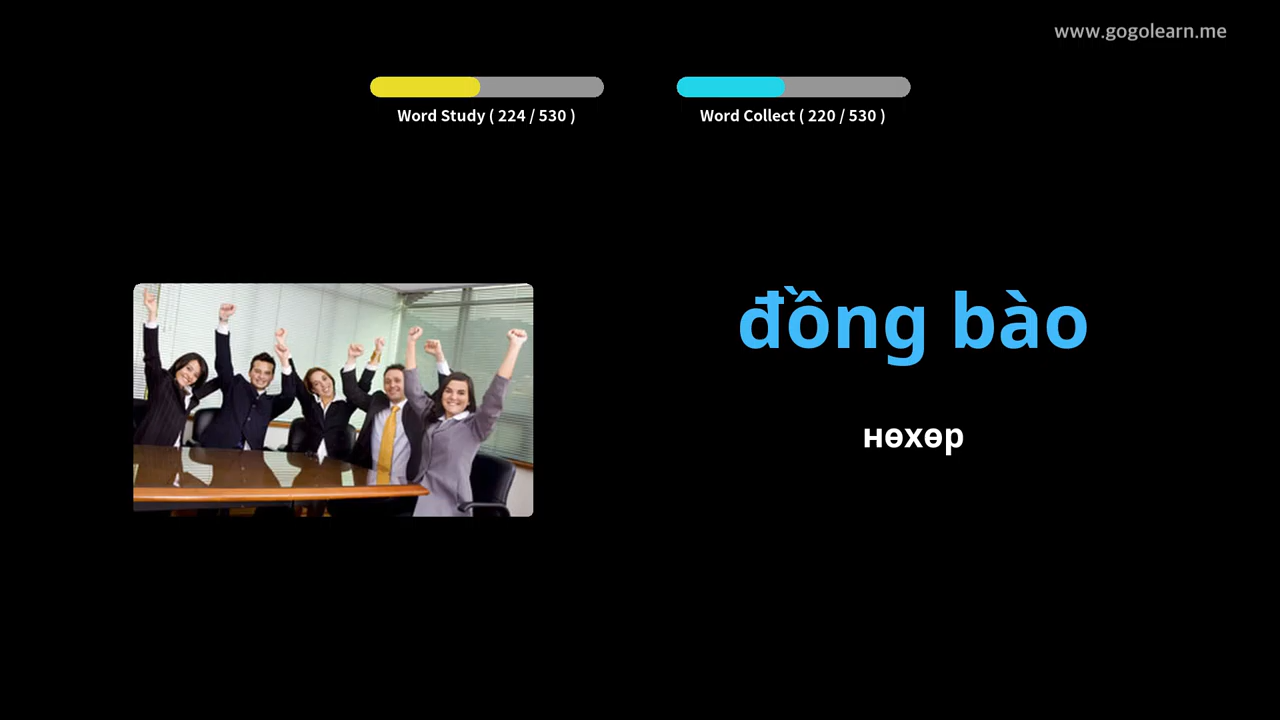 www.gogolearn.me
Word Study ( 224 / 530 )
Word Collect ( 220 / 530 )
đồng bào
нөхөр